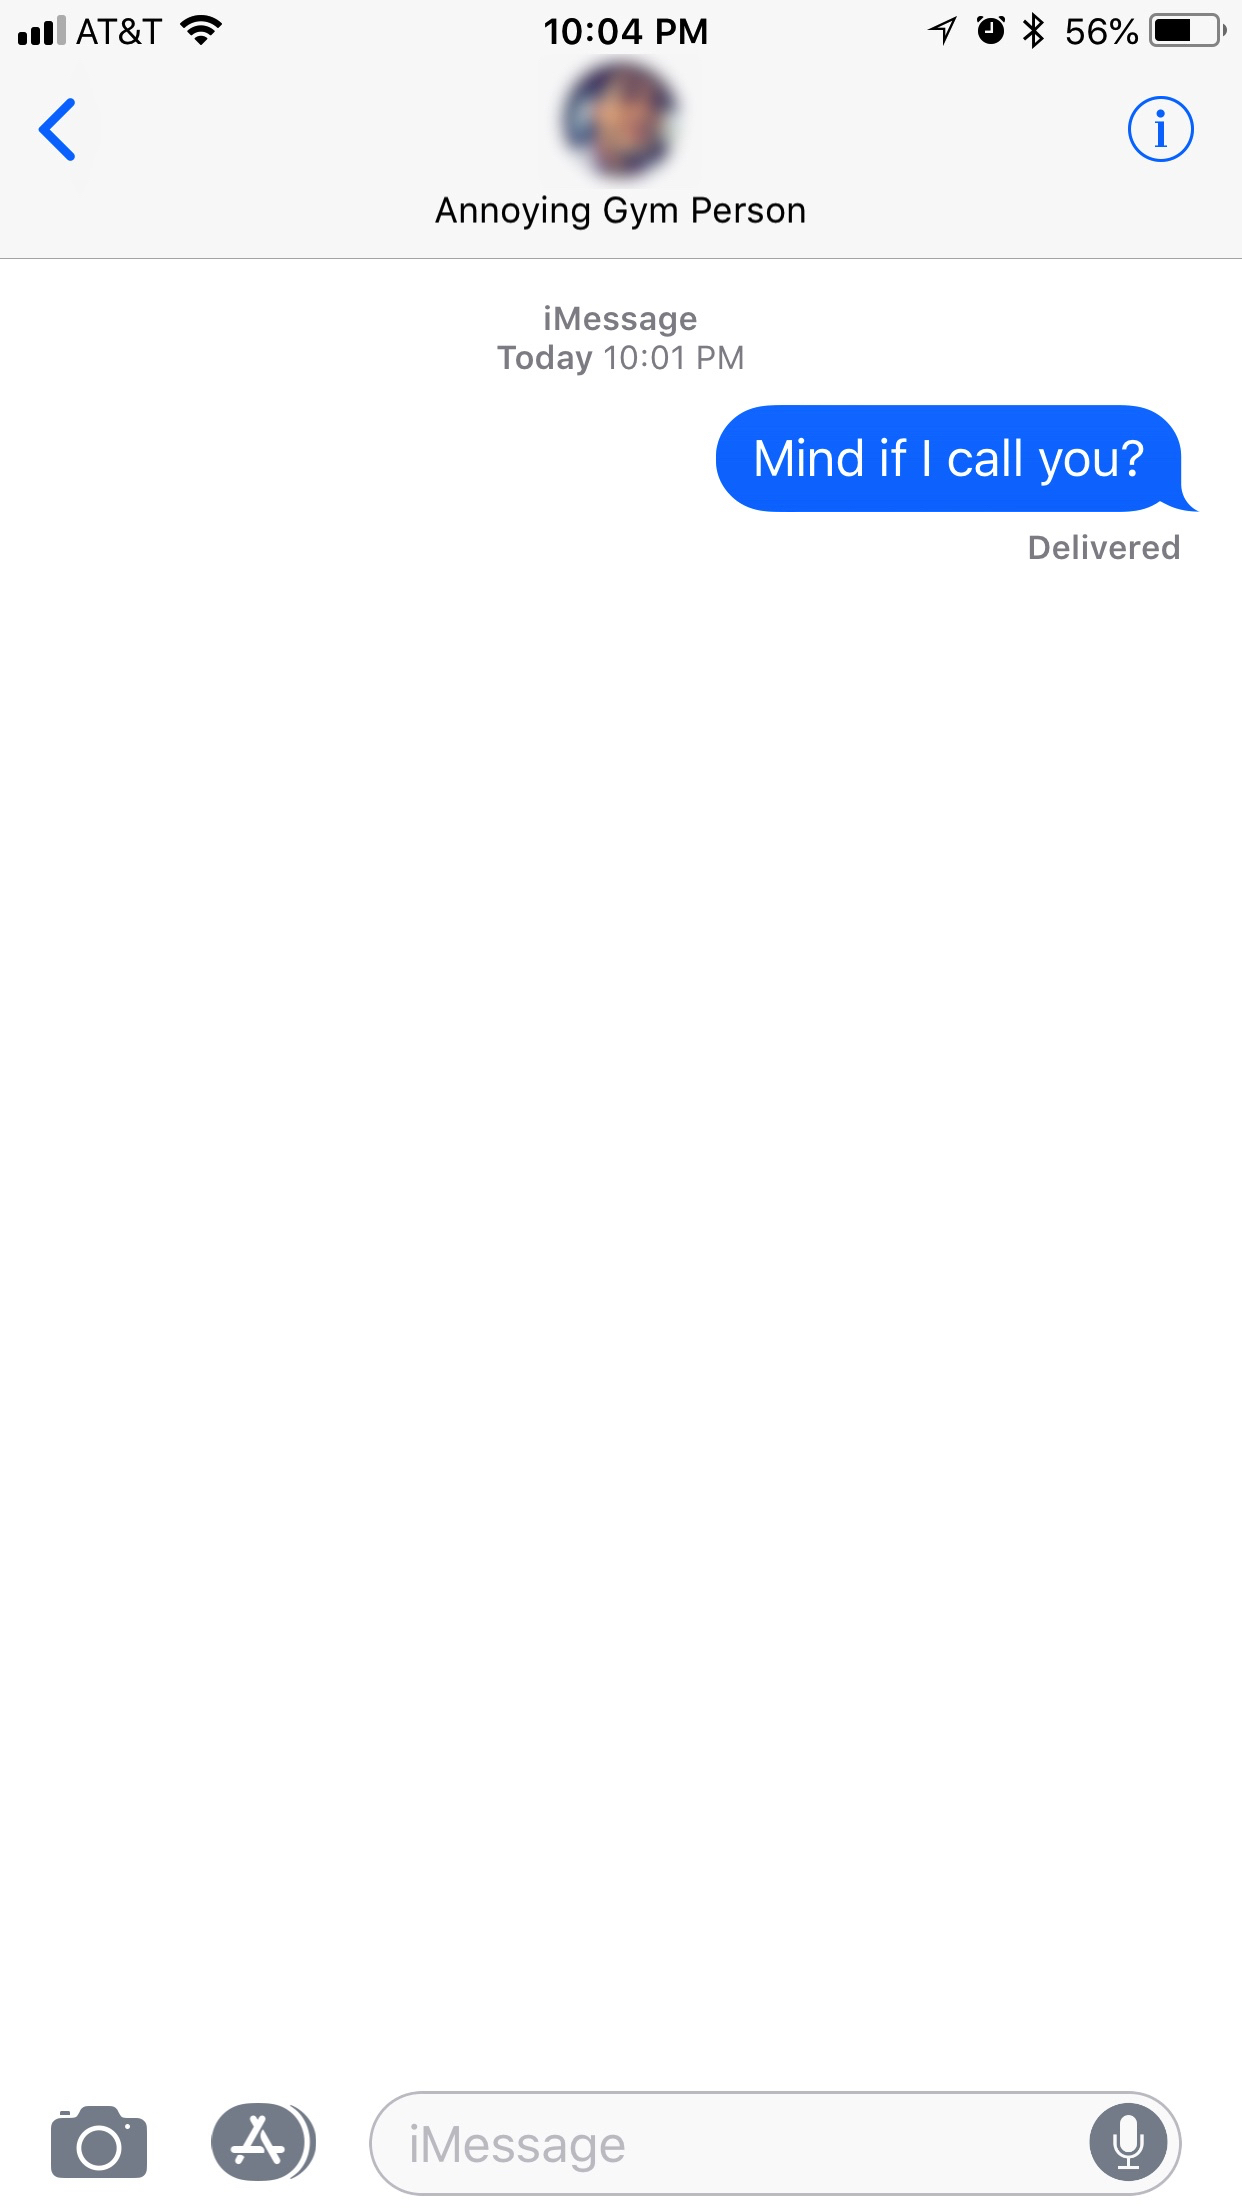 AT&T 10:04 PM 56%
Annoying Gym Person
iMessage
Today 10:01 PM
Mind if I call you?
Delivered
iMessage